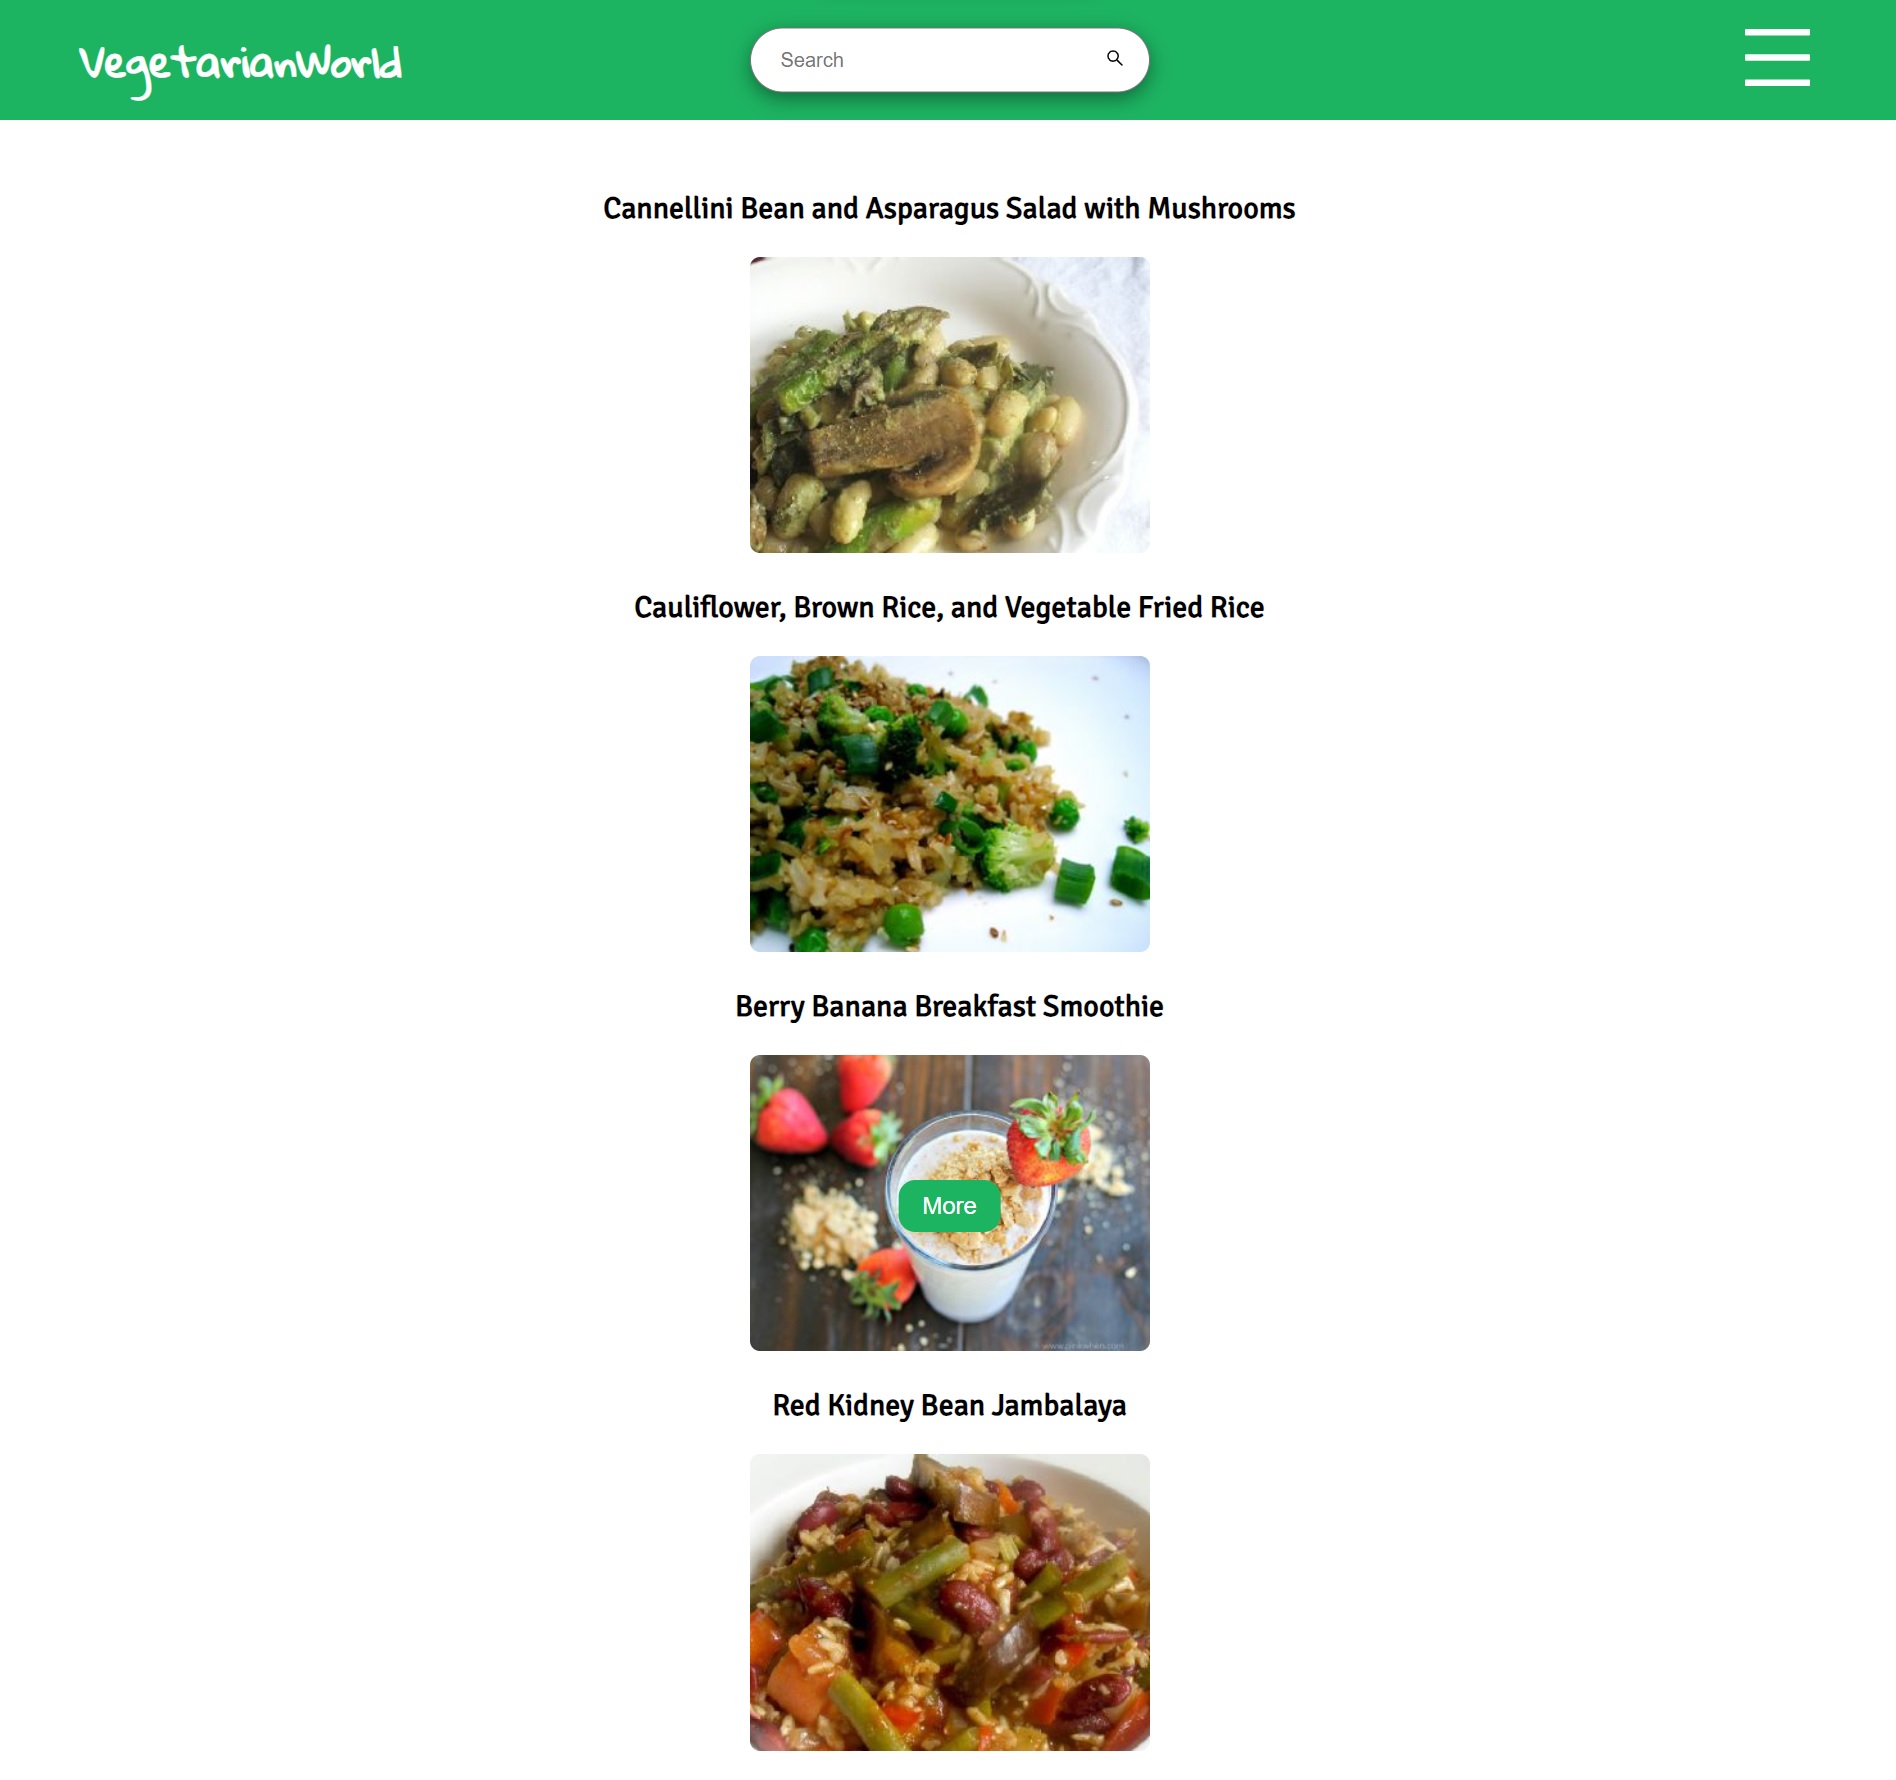 VegetarianWorld
Search
Cannellini Bean and Asparagus Salad with Mushrooms
Cauliflower, Brown Rice, and Vegetable Fried Rice
Berry Banana Breakfast Smoothie
More
Red Kidney Bean Jambalaya